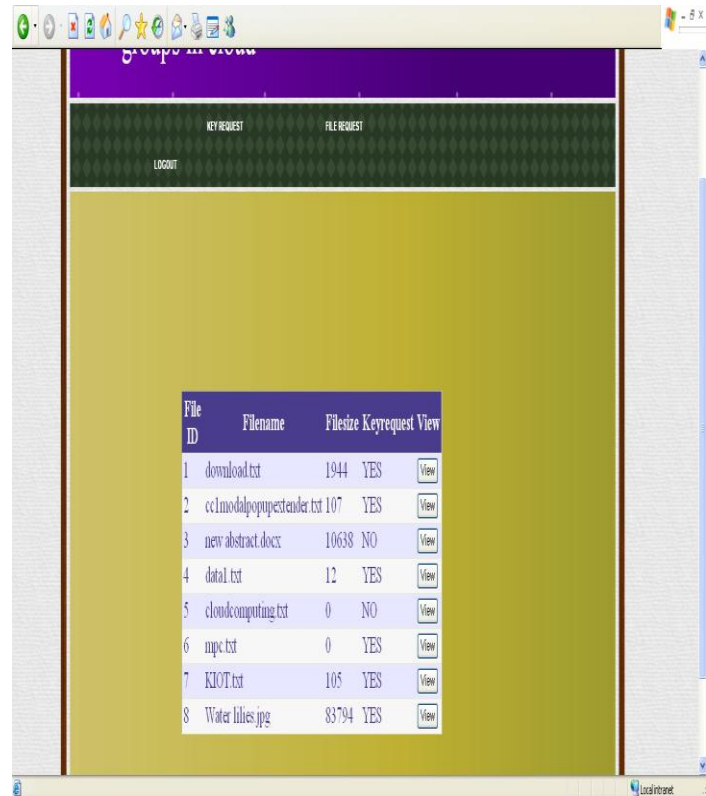 groups in cloud
KEY REQUEST FILE REQUEST
LOGOUT
File ID Filename Filesize Keyrequest View
1 download.txt 1944 YES View
2 cc1modalpopupextender.txt 107 YES View
3 new abstract.docx 10638 NO View
4 data1.txt 12 YES View
5 cloudcomputing.txt 0 NO View
6 mpc.txt 0 YES View
7 KIOT.txt 105 YES View
8 Water lilies.jpg 83794 YES View
Local intranet